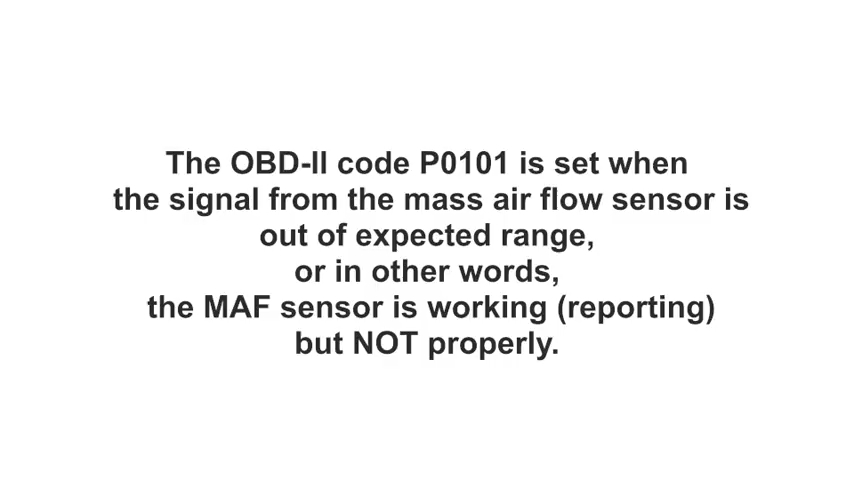 The OBD-II code P0101 is set when
the signal from the mass air flow sensor is
out of expected range,
or in other words,
the MAF sensor is working (reporting)
but NOT properly.